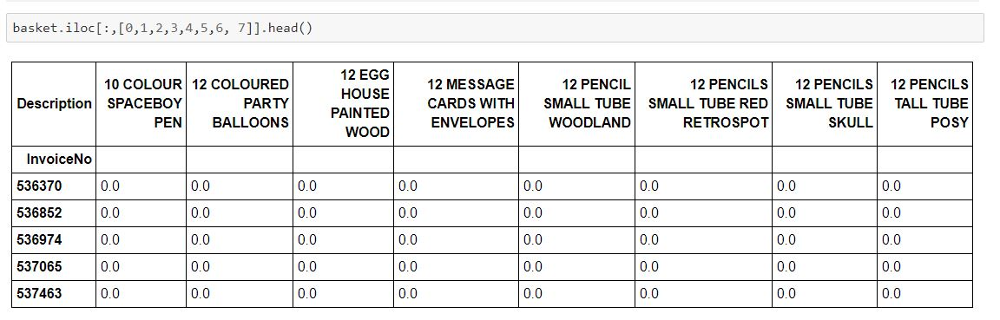 basket.iloc[:,[0,1,2,3,4,5,6, 7]].head()
Description 10 COLOUR SPACEBOY PEN 12 COLOURED PARTY BALLOONS 12 EGG HOUSE PAINTED WOOD 12 MESSAGE CARDS WITH ENVELOPES 12 PENCIL SMALL TUBE WOODLAND 12 PENCILS SMALL TUBE RED RETROSPOT 12 PENCILS SMALL TUBE SKULL 12 PENCILS TALL TUBE POSY
InvoiceNo
536370 0.0 0.0 0.0 0.0 0.0 0.0 0.0 0.0
536852 0.0 0.0 0.0 0.0 0.0 0.0 0.0 0.0
536974 0.0 0.0 0.0 0.0 0.0 0.0 0.0 0.0
537065 0.0 0.0 0.0 0.0 0.0 0.0 0.0 0.0
537463 0.0 0.0 0.0 0.0 0.0 0.0 0.0 0.0